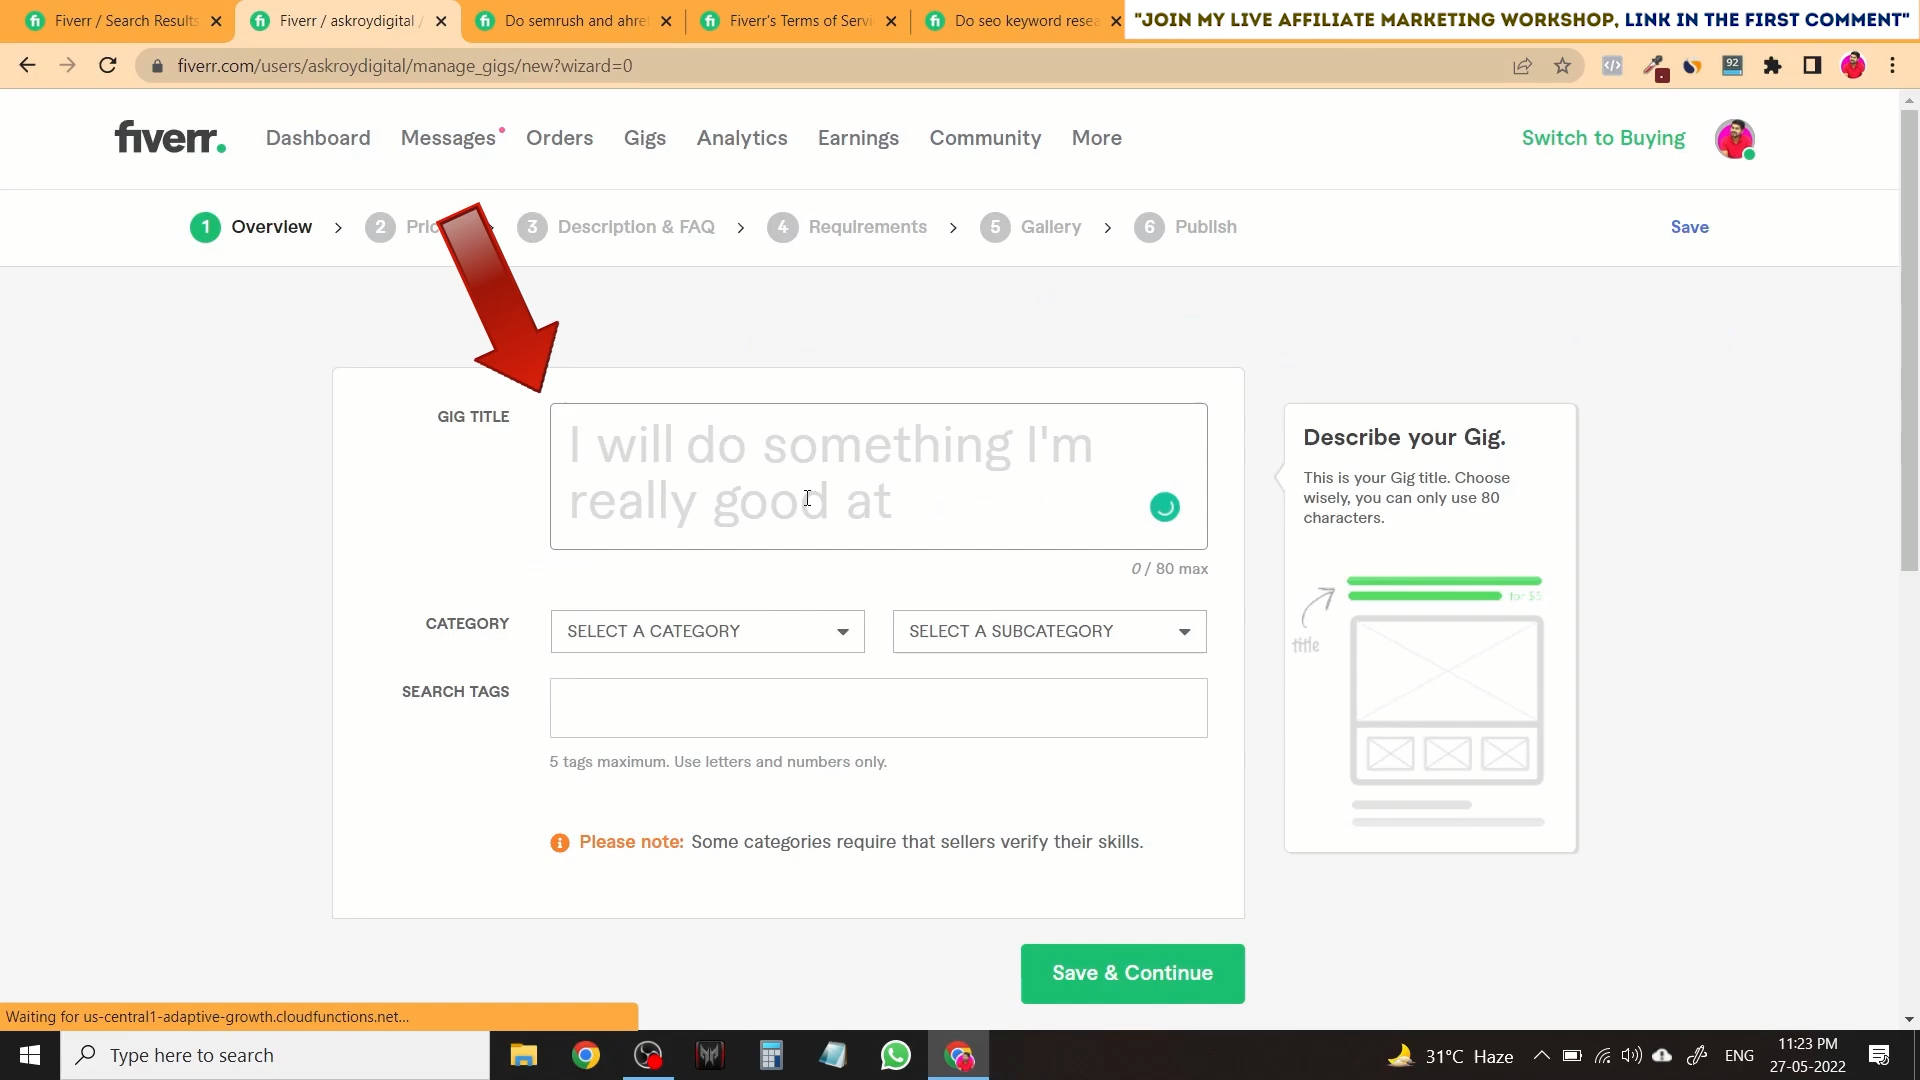 Fiverr / Search Results
Fiverr / askroydigital /
Do semrush and ahre
Fiverr's Terms of Servi
Do seo keyword resea
"JOIN MY LIVE AFFILIATE MARKETING WORKSHOP, LINK IN THE FIRST COMMENT"
fiverr.com/users/askroydigital/manage_gigs/new?wizard=0
92
fiverr.
Dashboard
Messages
Orders
Gigs
Analytics
Earnings
Community
More
Switch to Buying
1 Overview
2 Pric
3 Description & FAQ
4 Requirements
5 Gallery
6 Publish
Save
GIG TITLE
I will do something I'm
really good at
0 / 80 max
CATEGORY
SELECT A CATEGORY
SELECT A SUBCATEGORY
SEARCH TAGS
5 tags maximum. Use letters and numbers only.
Please note: Some categories require that sellers verify their skills.
Describe your Gig.
This is your Gig title. Choose
wisely, you can only use 80
characters.
for $5
title
Save & Continue
Waiting for us-central1-adaptive-growth.cloudfunctions.net...
Type here to search
31°C Haze
ENG
11:23 PM
27-05-2022